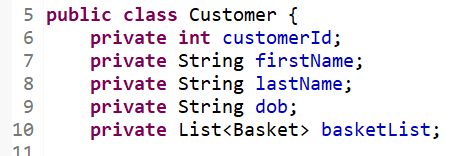 5 public class Customer {
6     private int customerId;
7     private String firstName;
8     private String lastName;
9     private String dob;
10     private List<Basket> basketList;
11